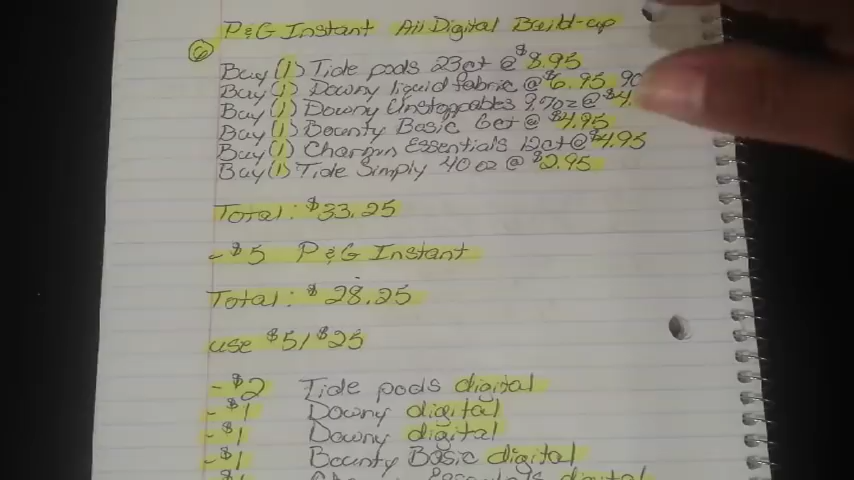 P&G Instant All Digital Build-up
6
Buy (1) Tide pods 23ct @ $8.95
Buy (1) Downy liquid fabric @ $6.95 90
Buy (1) Downy Unstoppables 9.7oz @ $4.
Buy (1) Bounty Basic 6ct @ $4.95
Buy (1) Charmin Essentials 12ct @ $4.95
Buy (1) Tide Simply 40 oz @ $2.95
Total: $33.25
- $5 P&G Instant
Total: $28.25
use $5/$25
- $2 Tide pods digital
- $1 Downy digital
- $1 Downy digital
- $1 Bounty Basic digital